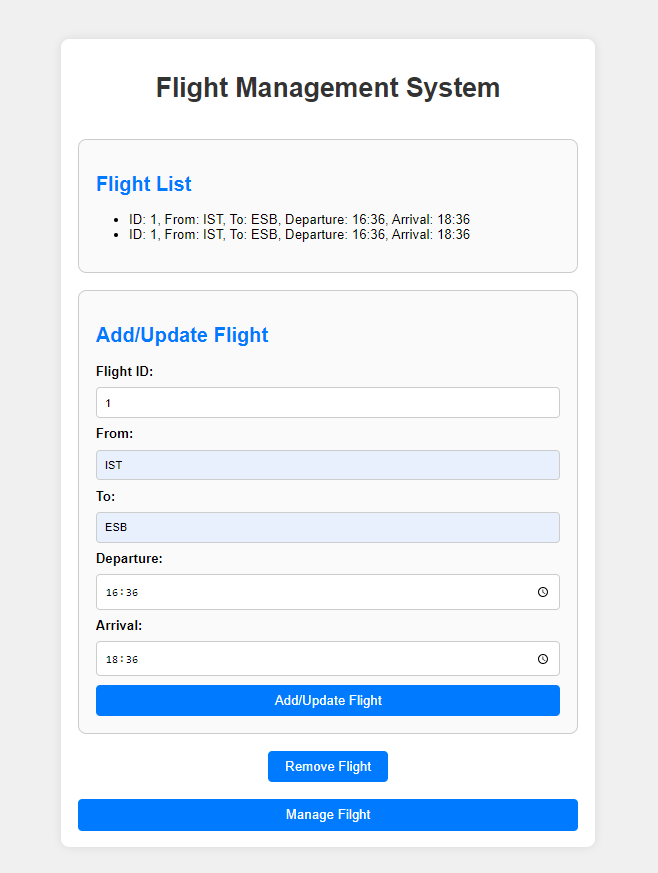 Flight Management System
Flight List
• ID: 1, From: IST, To: ESB, Departure: 16:36, Arrival: 18:36
• ID: 1, From: IST, To: ESB, Departure: 16:36, Arrival: 18:36
Add/Update Flight
Flight ID:
1
From:
IST
To:
ESB
Departure:
16:36
Arrival:
18:36
Add/Update Flight
Remove Flight
Manage Filght